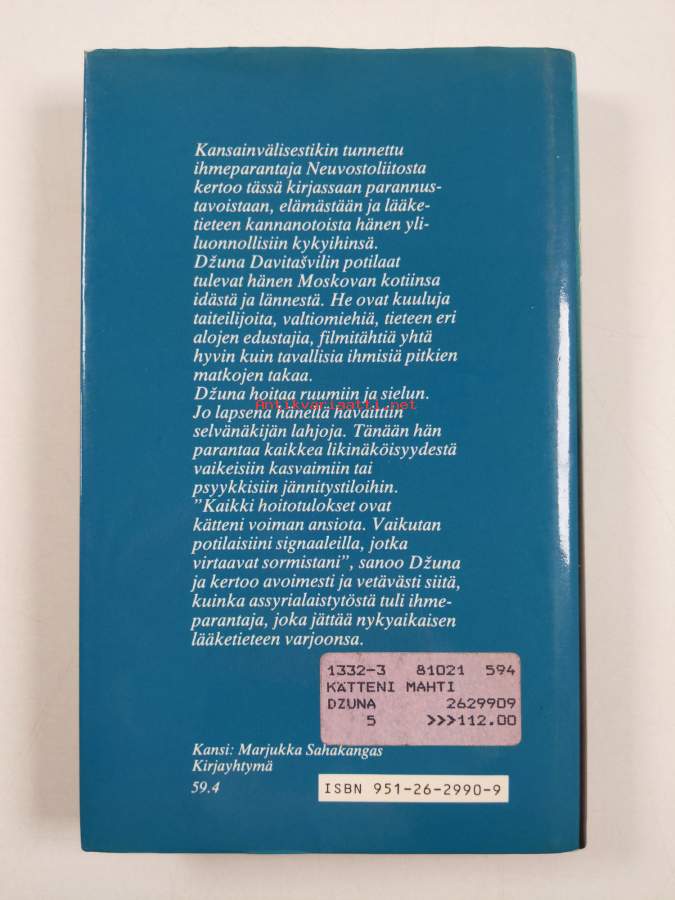 Kansainvälisestikin tunnettu
ihmeparantaja Neuvostoliitosta
kertoo tässä kirjassaan parannus-
tavoistaan, elämästään ja lääke-
tieteen kannanotoista hänen yli-
luonnollisiin kykyihinsä.
Džuna Davitašvilin potilaat
tulevat hänen Moskovan kotiinsa
idästä ja lännestä. He ovat kuuluja
taiteilijoita, valtiomiehiä, tieteen eri
alojen edustajia, filmitähtiä yhtä
hyvin kuin tavallisia ihmisiä pitkien
matkojen takaa.
Džuna hoitaa ruumiin ja sielun.
Antikvariaatti.net
Jo lapsena hänellä havaittiin
selvänäkijän lahjoja. Tänään hän
parantaa kaikkea likinäköisyydestä
vaikeisiin kasvaimiin tai
psyykkisiin jännitystiloihin.
"Kaikki hoitotulokset ovat
kätteni voiman ansiota. Vaikutan
potilaisiini signaaleilla, jotka
virtaavat sormistani", sanoo Džuna
ja kertoo avoimesti ja vetävästi siitä,
kuinka assyrialaistytöstä tuli ihme-
parantaja, joka jättää nykyaikaisen
lääketieteen varjoonsa.
1332-3 81021 594
KÄTTENI MAHTI
DZUNA 2629909
5 >>>112.00
Kansi: Marjukka Sahakangas
Kirjayhtymä
59.4
ISBN 951-26-2990-9